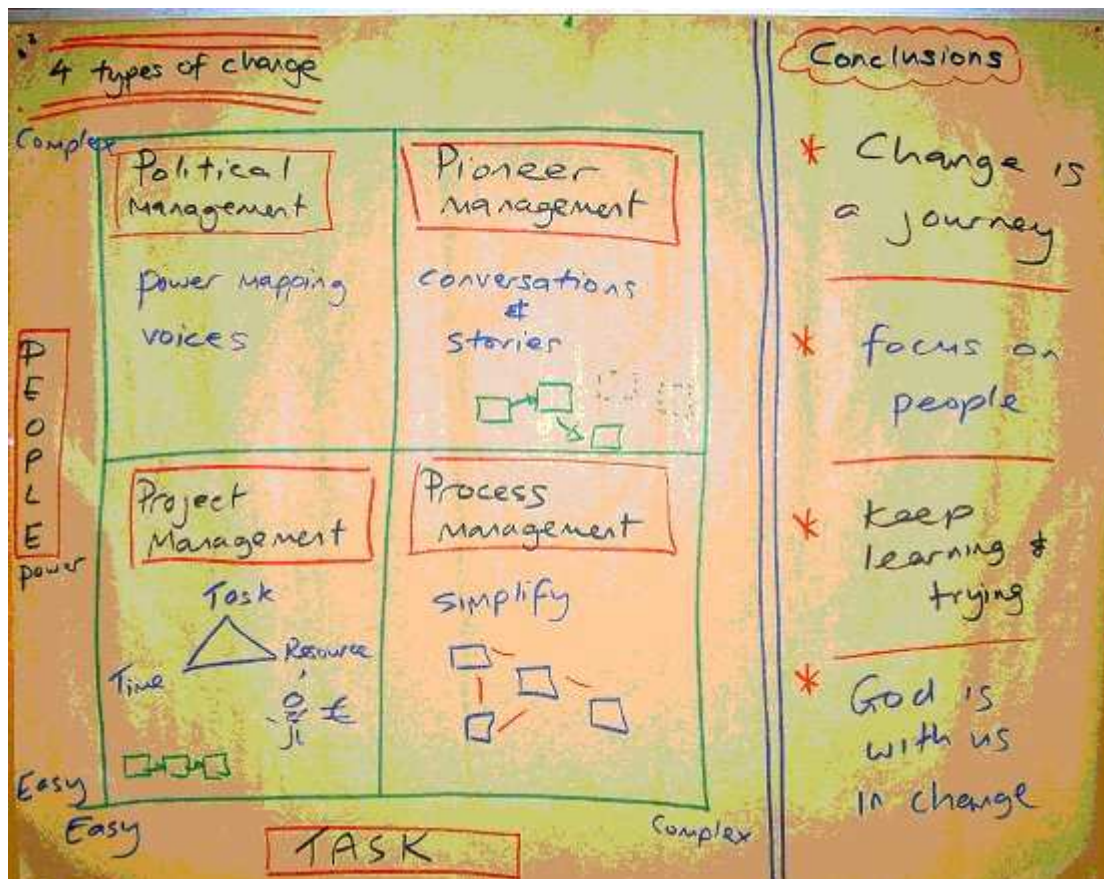 4 types of change
Complex
Political
Management
power mapping
voices
Pioneer
management
conversations
&
stories
PEOPLE
power
Project
Management
Task
Time
Resource
£
Process
Management
simplify
Easy
Easy
TASK
Complex
Conclusions
* Change is
a journey
* focus on
people
* keep
learning &
trying
* God is
with us
in change